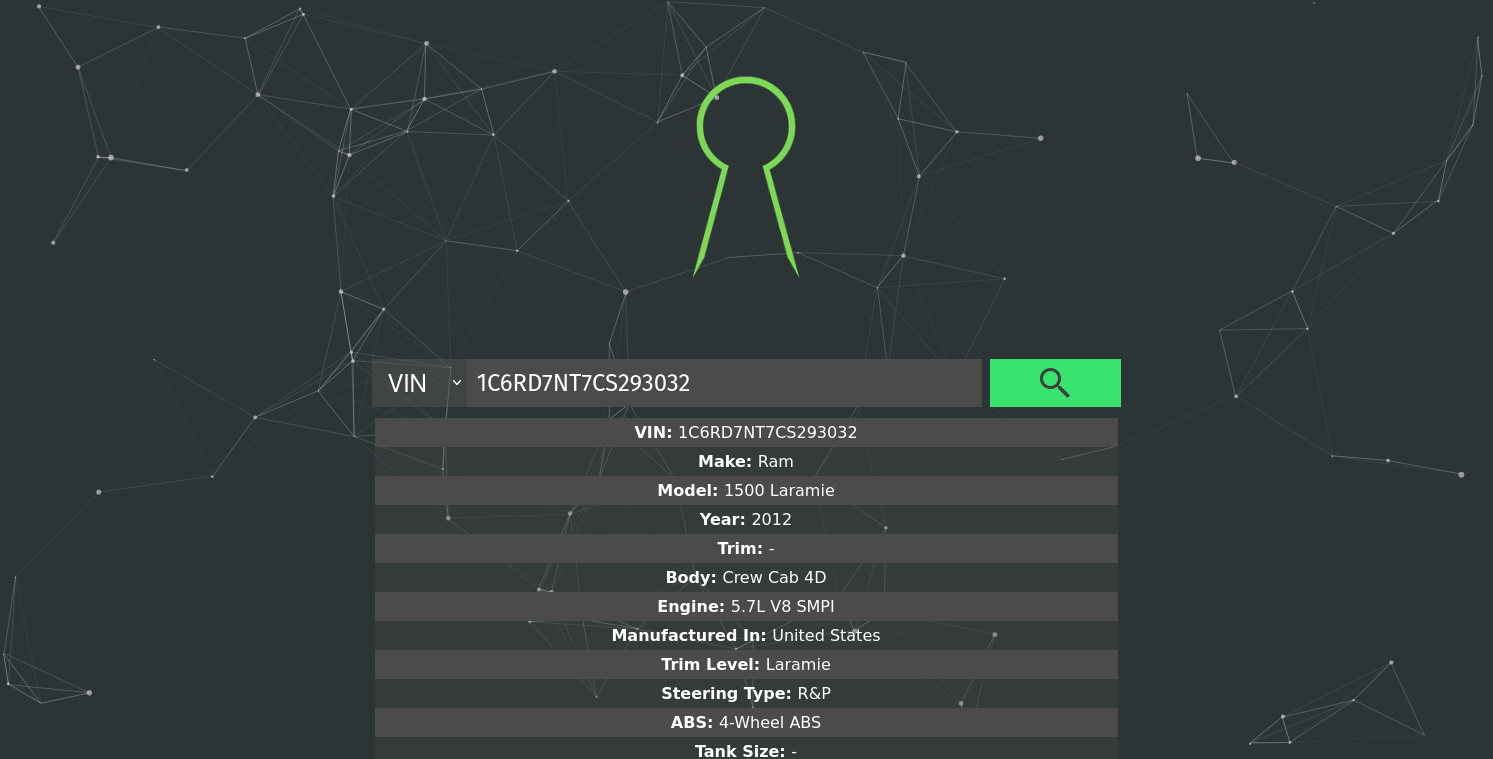 VIN
1C6RD7NT7CS293032
VIN: 1C6RD7NT7CS293032
Make: Ram
Model: 1500 Laramie
Year: 2012
Trim: -
Body: Crew Cab 4D
Engine: 5.7L V8 SMPI
Manufactured In: United States
Trim Level: Laramie
Steering Type: R&P
ABS: 4-Wheel ABS
Tank Size: -